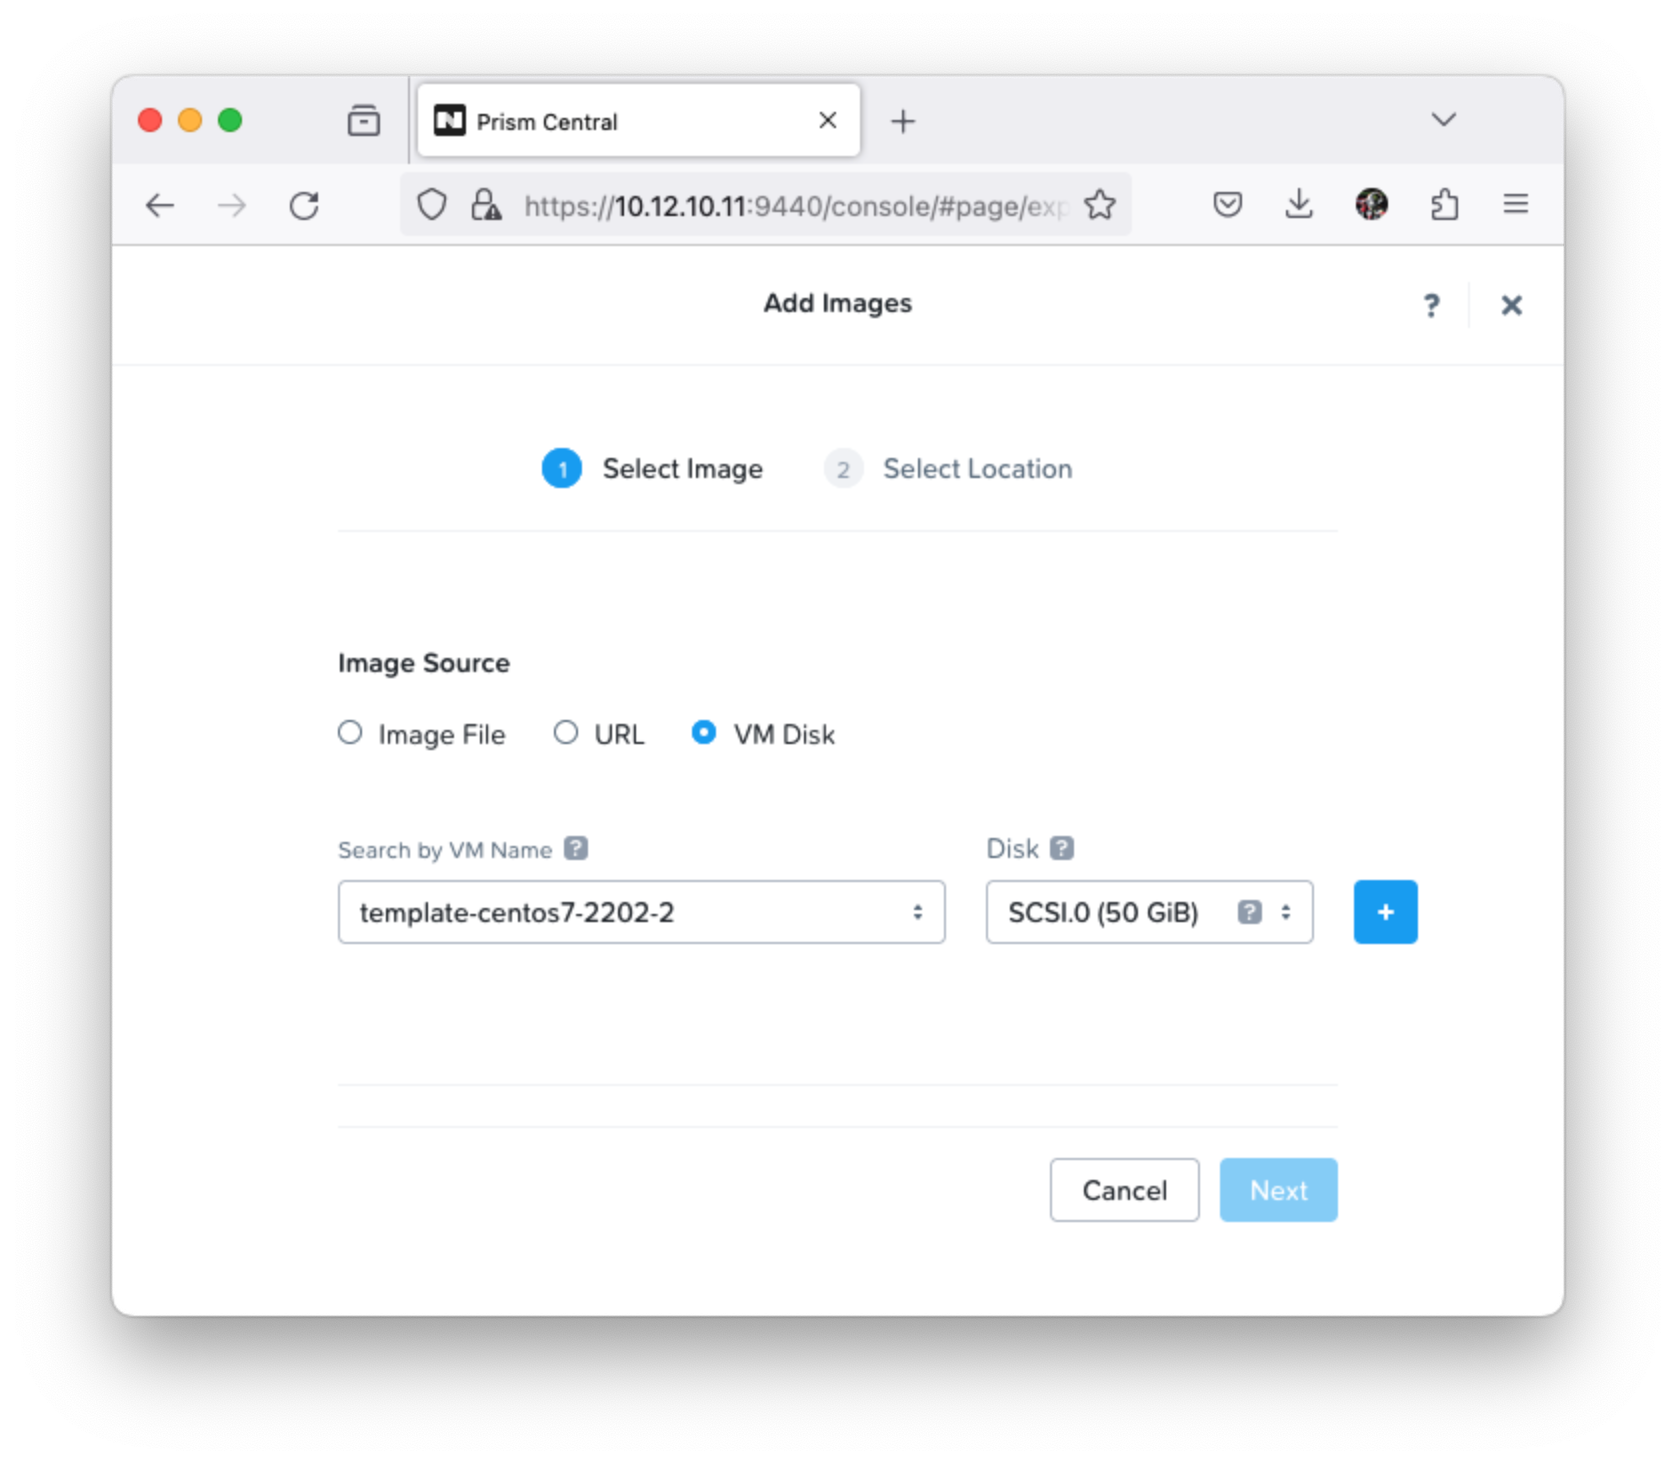 Prism Central
https://10.12.10.11:9440/console/#page/exp
Add Images
?
1 Select Image 2 Select Location
Image Source
Image File URL VM Disk
Search by VM Name ? Disk ?
template-centos7-2202-2 SCSI.0 (50 GiB) ? +
Cancel Next